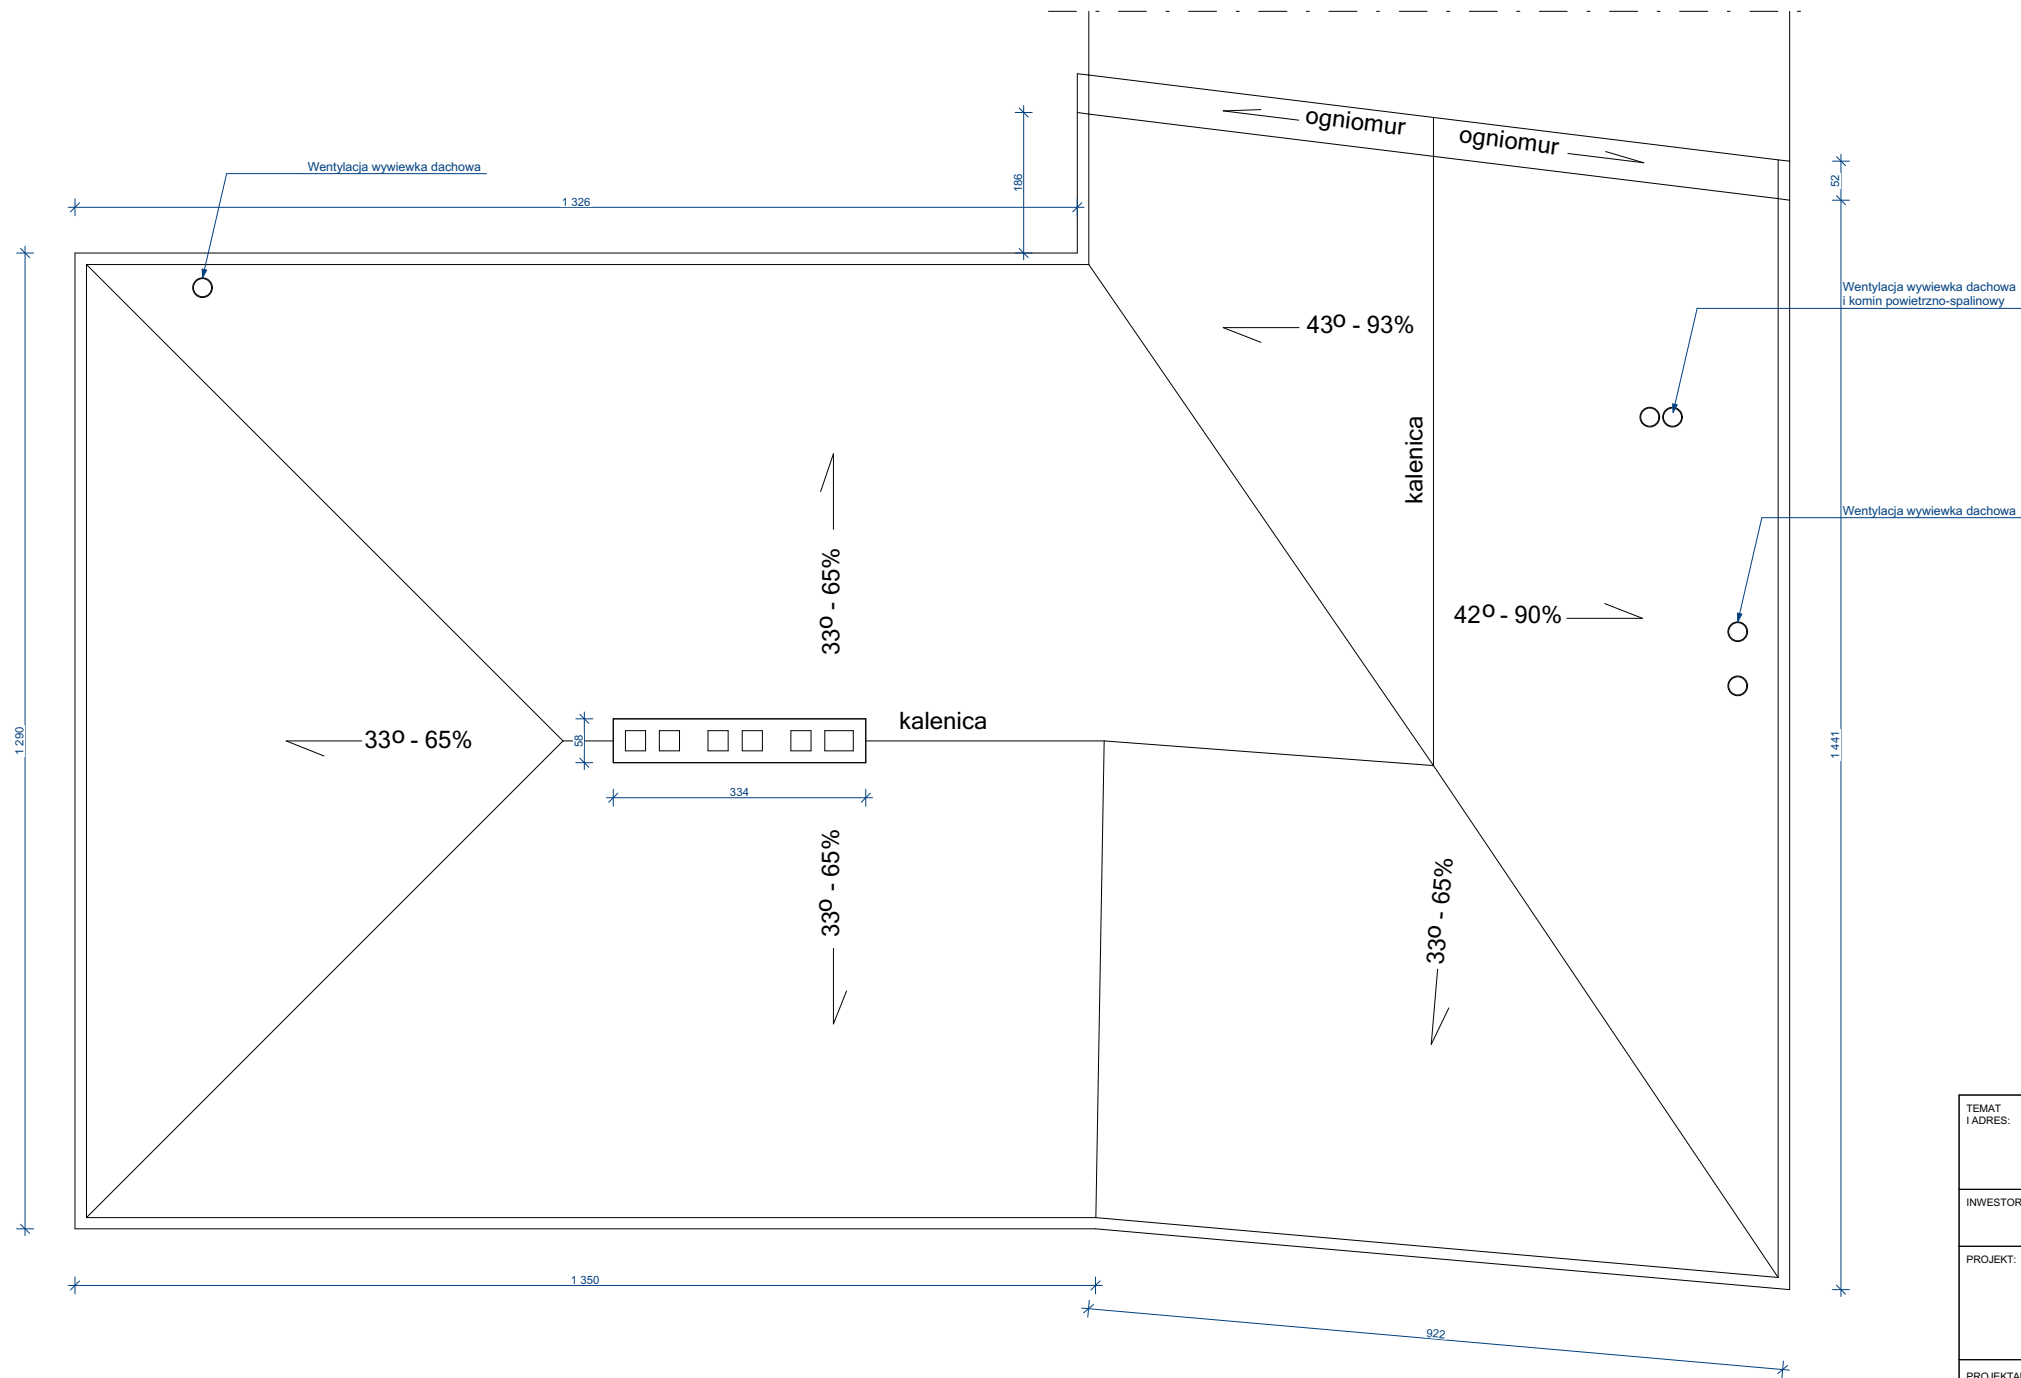 ogniomur
ogniomur
52
Wentylacja wywiewka dachowa
186
1 326
Wentylacja wywiewka dachowa
i komin powietrzno-spalinowy
43º - 93%
kalenica
Wentylacja wywiewka dachowa
33º - 65%
42º - 90%
kalenica
33º - 65%
58
1 290
1 441
334
33º - 65%
33º - 65%
TEMAT
I ADRES:
INWESTOR
PROJEKT:
1 350
922